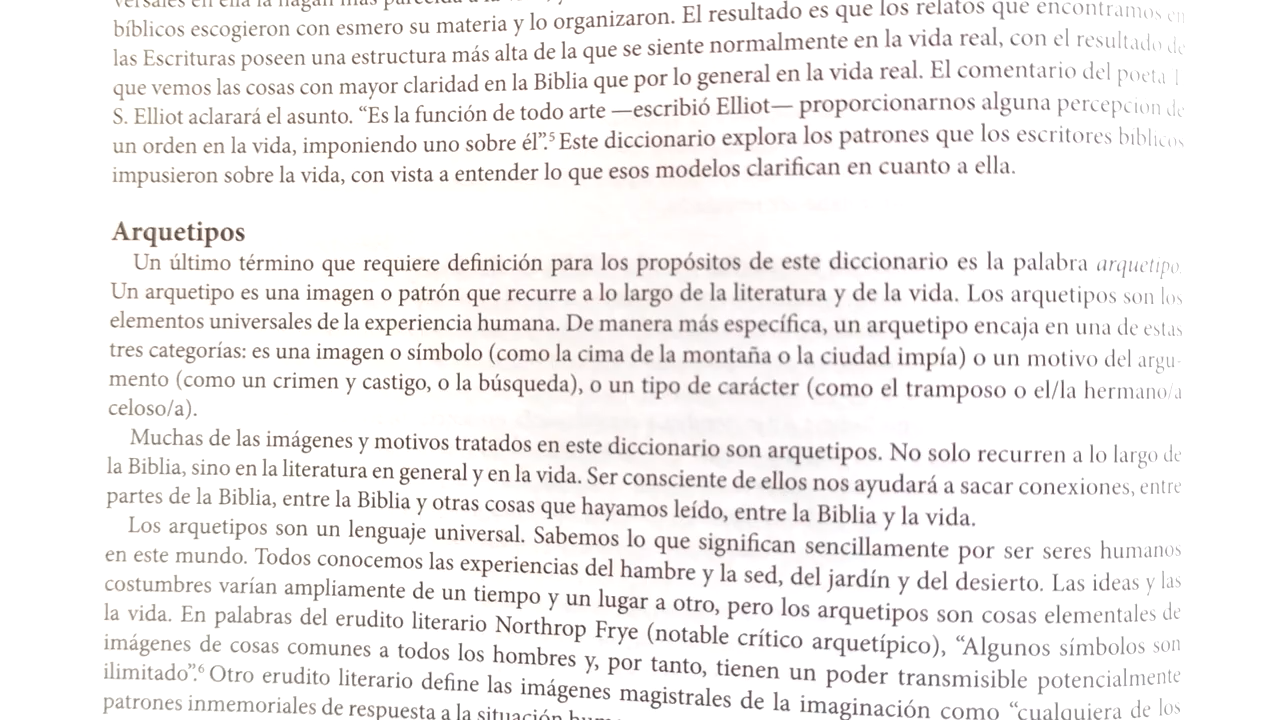 bíblicos escogieron con esmero su materia y lo organizaron. El resultado es que los relatos que encontramos en
las Escrituras poseen una estructura más alta de la que se siente normalmente en la vida real, con el resultado de
que vemos las cosas con mayor claridad en la Biblia que por lo general en la vida real. El comentario del poeta
S. Elliot aclarará el asunto. “Es la función de todo arte —escribió Elliot— proporcionarnos alguna percepción de
un orden en la vida, imponiendo uno sobre él”.⁵ Este diccionario explora los patrones que los escritores bíblicos
impusieron sobre la vida, con vista a entender lo que esos modelos clarifican en cuanto a ella.
Arquetipos
Un último término que requiere definición para los propósitos de este diccionario es la palabra arquetipo.
Un arquetipo es una imagen o patrón que recurre a lo largo de la literatura y de la vida. Los arquetipos son los
elementos universales de la experiencia humana. De manera más específica, un arquetipo encaja en una de estas
tres categorías: es una imagen o símbolo (como la cima de la montaña o la ciudad impía) o un motivo del argu-
mento (como un crimen y castigo, o la búsqueda), o un tipo de carácter (como el tramposo o el/la hermano/a
celoso/a).
Muchas de las imágenes y motivos tratados en este diccionario son arquetipos. No solo recurren a lo largo de
la Biblia, sino en la literatura en general y en la vida. Ser consciente de ellos nos ayudará a sacar conexiones, entre
partes de la Biblia, entre la Biblia y otras cosas que hayamos leído, entre la Biblia y la vida.
Los arquetipos son un lenguaje universal. Sabemos lo que significan sencillamente por ser seres humanos
en este mundo. Todos conocemos las experiencias del hambre y la sed, del jardín y del desierto. Las ideas y las
costumbres varían ampliamente de un tiempo y un lugar a otro, pero los arquetipos son cosas elementales de
la vida. En palabras del erudito literario Northrop Frye (notable crítico arquetípico), “Algunos símbolos son
imágenes de cosas comunes a todos los hombres y, por tanto, tienen un poder transmisible potencialmente
ilimitado”.⁶ Otro erudito literario define las imágenes magistrales de la imaginación como “cualquiera de los
patrones inmemoriales de respuesta a la situación